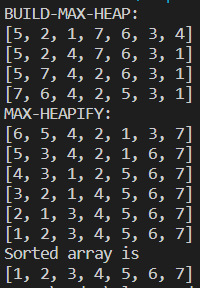 BUILD-MAX-HEAP:
[5, 2, 1, 7, 6, 3, 4]
[5, 2, 4, 7, 6, 3, 1]
[5, 7, 4, 2, 6, 3, 1]
[7, 6, 4, 2, 5, 3, 1]
MAX-HEAPIFY:
[6, 5, 4, 2, 1, 3, 7]
[5, 3, 4, 2, 1, 6, 7]
[4, 3, 1, 2, 5, 6, 7]
[3, 2, 1, 4, 5, 6, 7]
[2, 1, 3, 4, 5, 6, 7]
[1, 2, 3, 4, 5, 6, 7]
Sorted array is
[1, 2, 3, 4, 5, 6, 7]